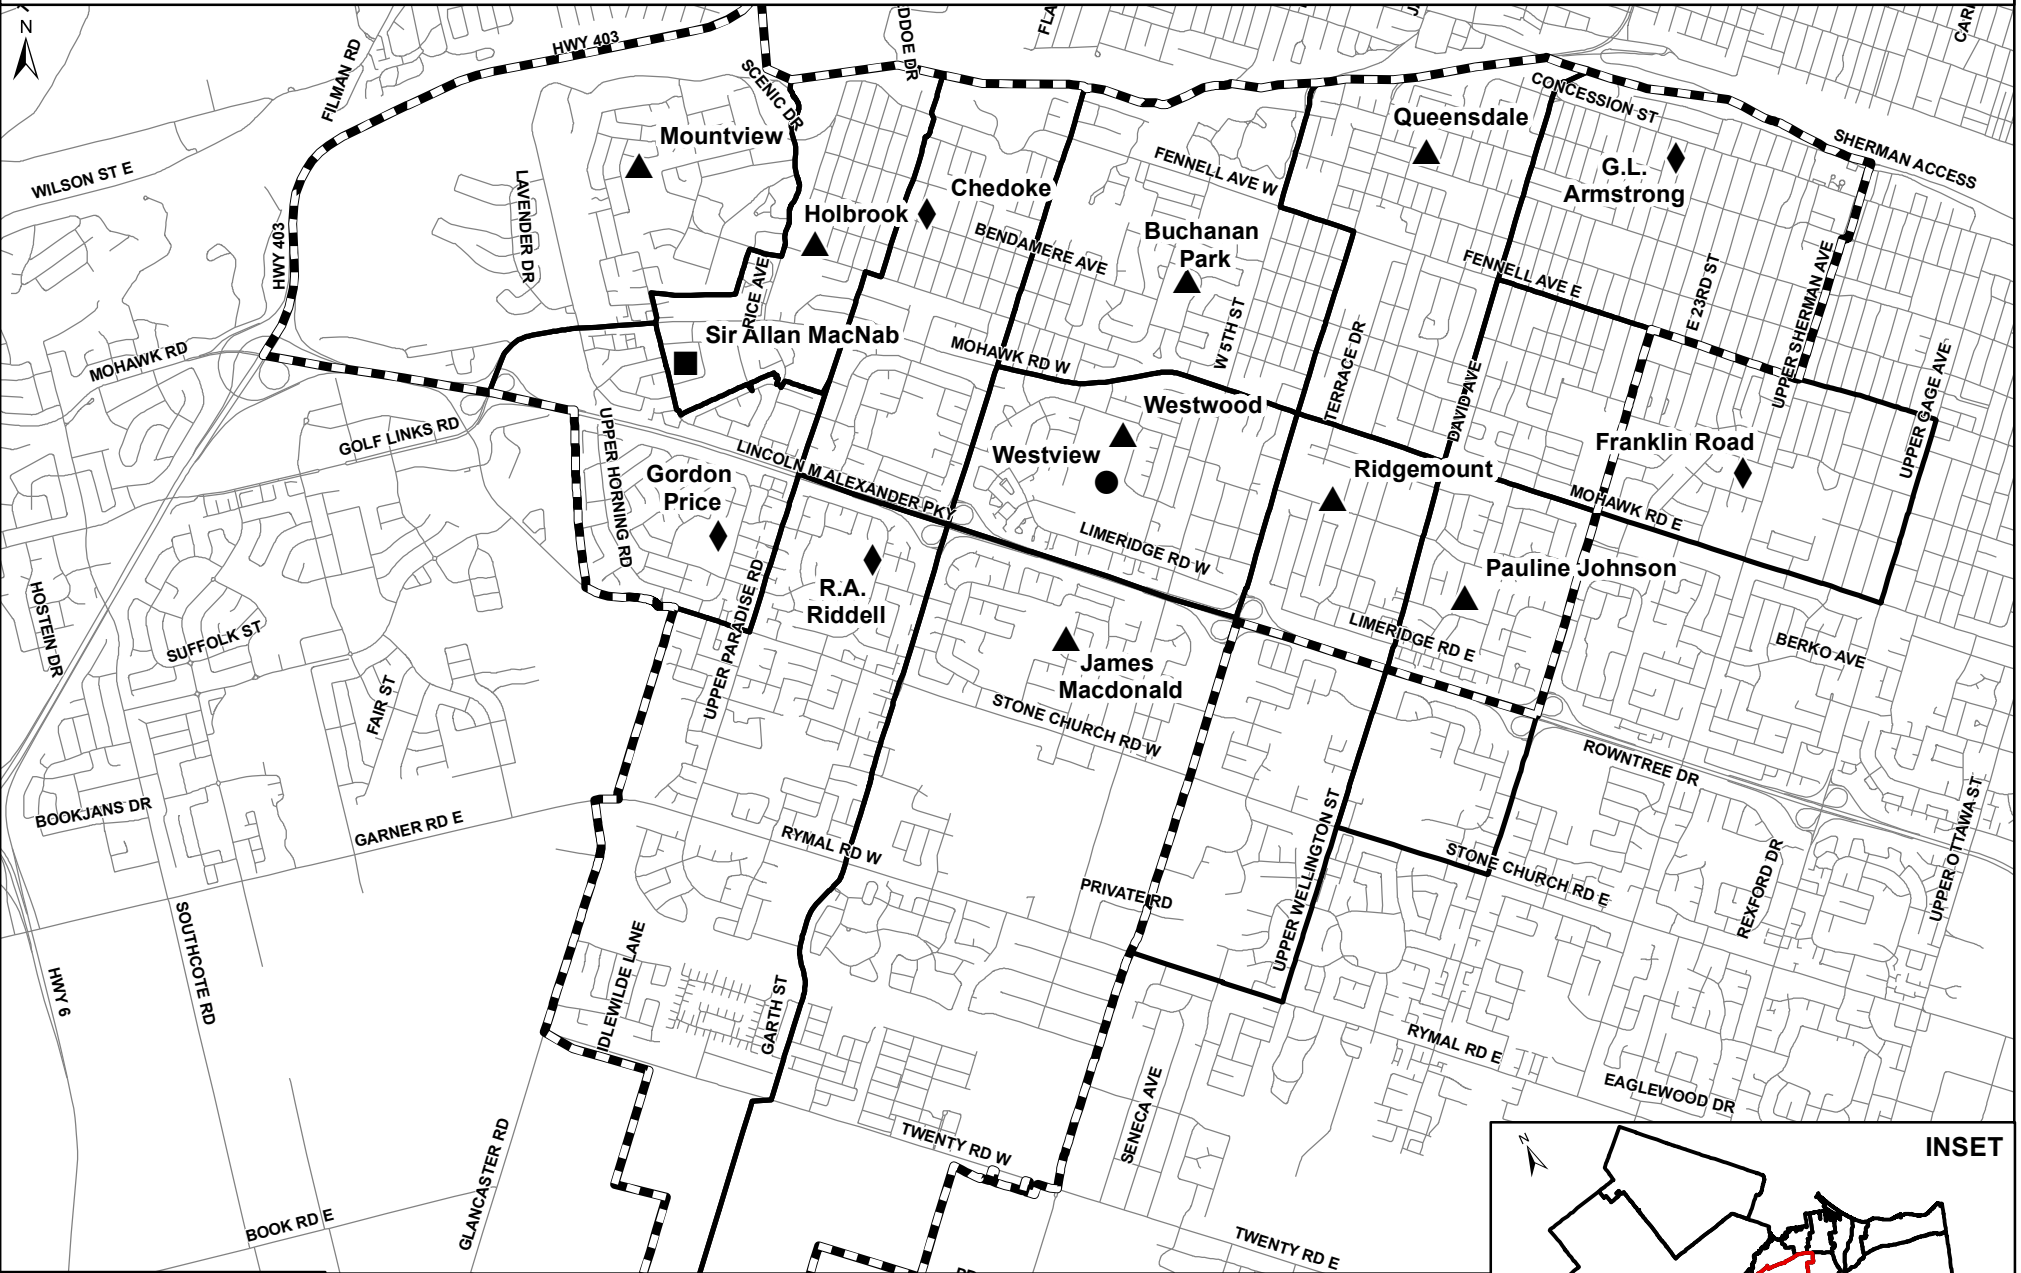 N
HWY 403
FILMAN RD
SCENIC DR
CONCESSION ST
SHERMAN ACCESS
Queensdale
Mountview
WILSON ST E
LAVENDER DR
FENNELL AVE W
G.L.
Armstrong
Chedoke
Holbrook
BENDAMERE AVE
Buchanan
Park
HWY 403
RICE AVE
FENNELL AVE E
E 23RD ST
UPPER SHERMAN AVE
Sir Allan MacNab
W 5TH ST
MOHAWK RD
MOHAWK RD W
TERRACE DR
DAVID AVE
UPPER GAGE AVE
Westwood
GOLF LINKS RD
UPPER HORNING RD
Franklin Road
Westview
LINCOLN M ALEXANDER PKY
Ridgemount
Gordon
Price
MOHAWK RD E
LIMERIDGE RD W
Pauline Johnson
R.A.
Riddell
HOSTEIN DR
SUFFOLK ST
UPPER PARADISE RD
LIMERIDGE RD E
BERKO AVE
James
Macdonald
FAIR ST
STONE CHURCH RD W
ROWNTREE DR
BOOKJANS DR
GARNER RD E
RYMAL RD W
UPPER WELLINGTON ST
STONE CHURCH RD E
REXFORD DR
UPPER OTTAWA ST
PRIVATE RD
SOUTHCOTE RD
HWY 6
IDLEWILDE LANE
GARTH ST
RYMAL RD E
EAGLEWOOD DR
SENECA AVE
TWENTY RD W
GLANCASTER RD
BOOK RD E
TWENTY RD E
INSET
N